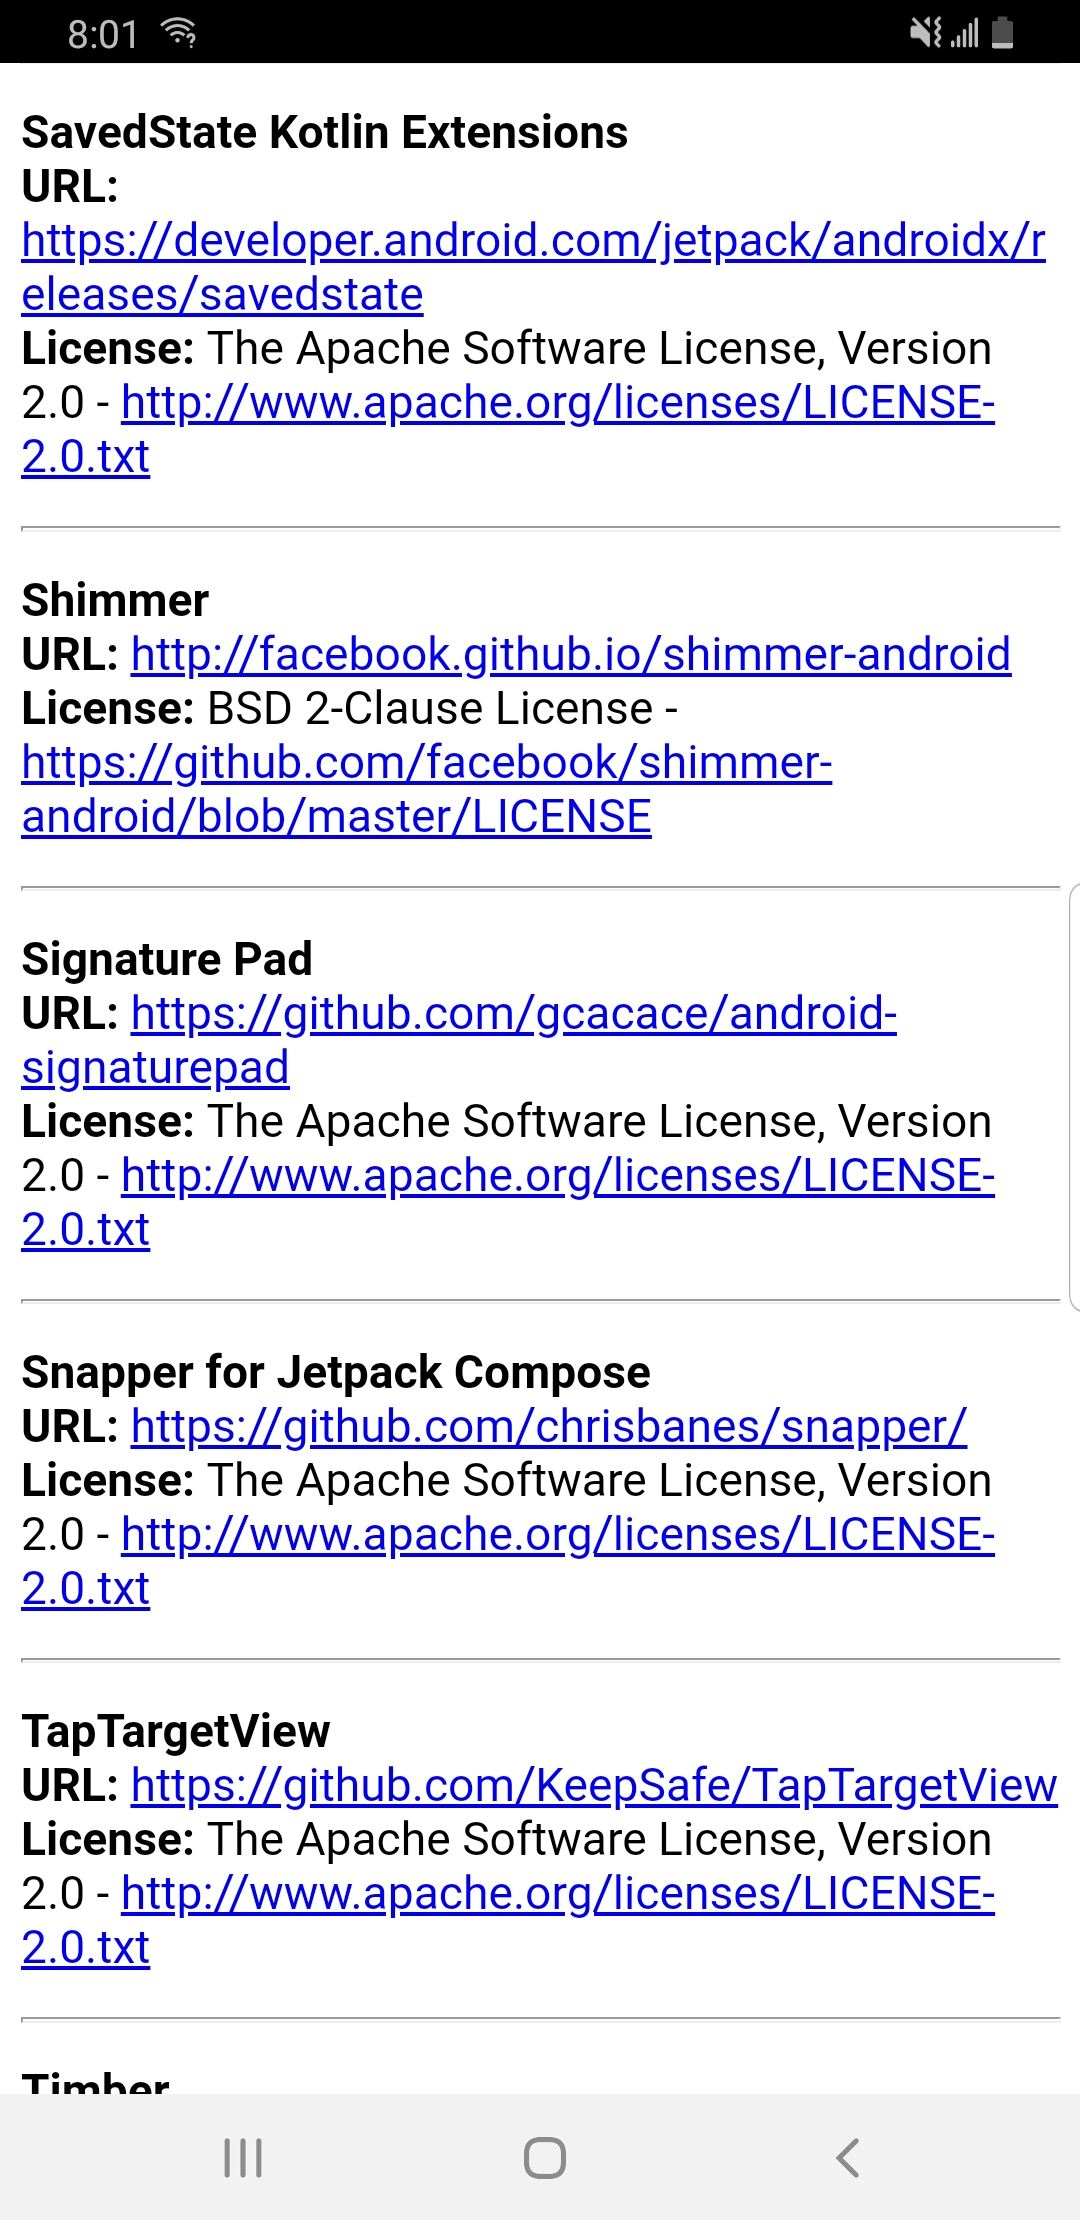 8:01
SavedState Kotlin Extensions
URL:
https://developer.android.com/jetpack/androidx/r
eleases/savedstate
License: The Apache Software License, Version
2.0 - http://www.apache.org/licenses/LICENSE-
2.0.txt
Shimmer
URL: http://facebook.github.io/shimmer-android
License: BSD 2-Clause License -
https://github.com/facebook/shimmer-
android/blob/master/LICENSE
Signature Pad
URL: https://github.com/gcacace/android-
signaturepad
License: The Apache Software License, Version
2.0 - http://www.apache.org/licenses/LICENSE-
2.0.txt
Snapper for Jetpack Compose
URL: https://github.com/chrisbanes/snapper/
License: The Apache Software License, Version
2.0 - http://www.apache.org/licenses/LICENSE-
2.0.txt
TapTargetView
URL: https://github.com/KeepSafe/TapTargetView
License: The Apache Software License, Version
2.0 - http://www.apache.org/licenses/LICENSE-
2.0.txt
Timber